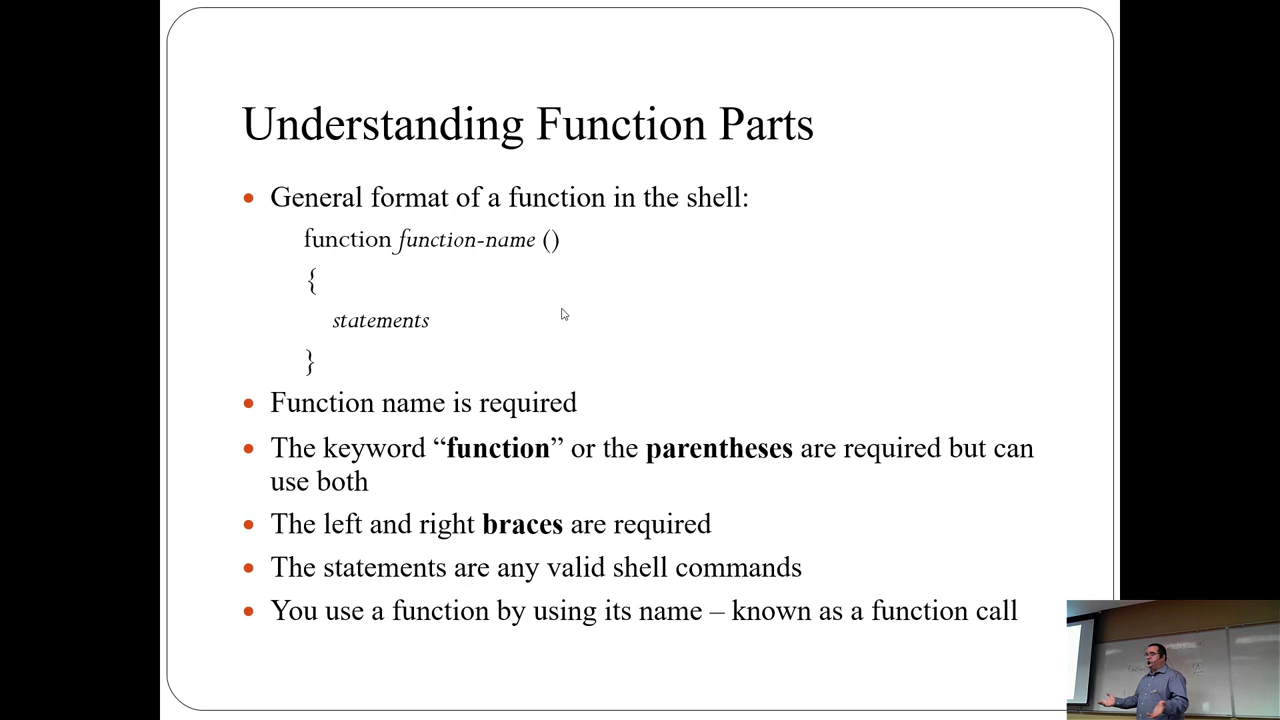 Understanding Function Parts
• General format of a function in the shell:
function function-name ()
{
statements
}
• Function name is required
• The keyword “function” or the parentheses are required but can
use both
• The left and right braces are required
• The statements are any valid shell commands
• You use a function by using its name – known as a function call